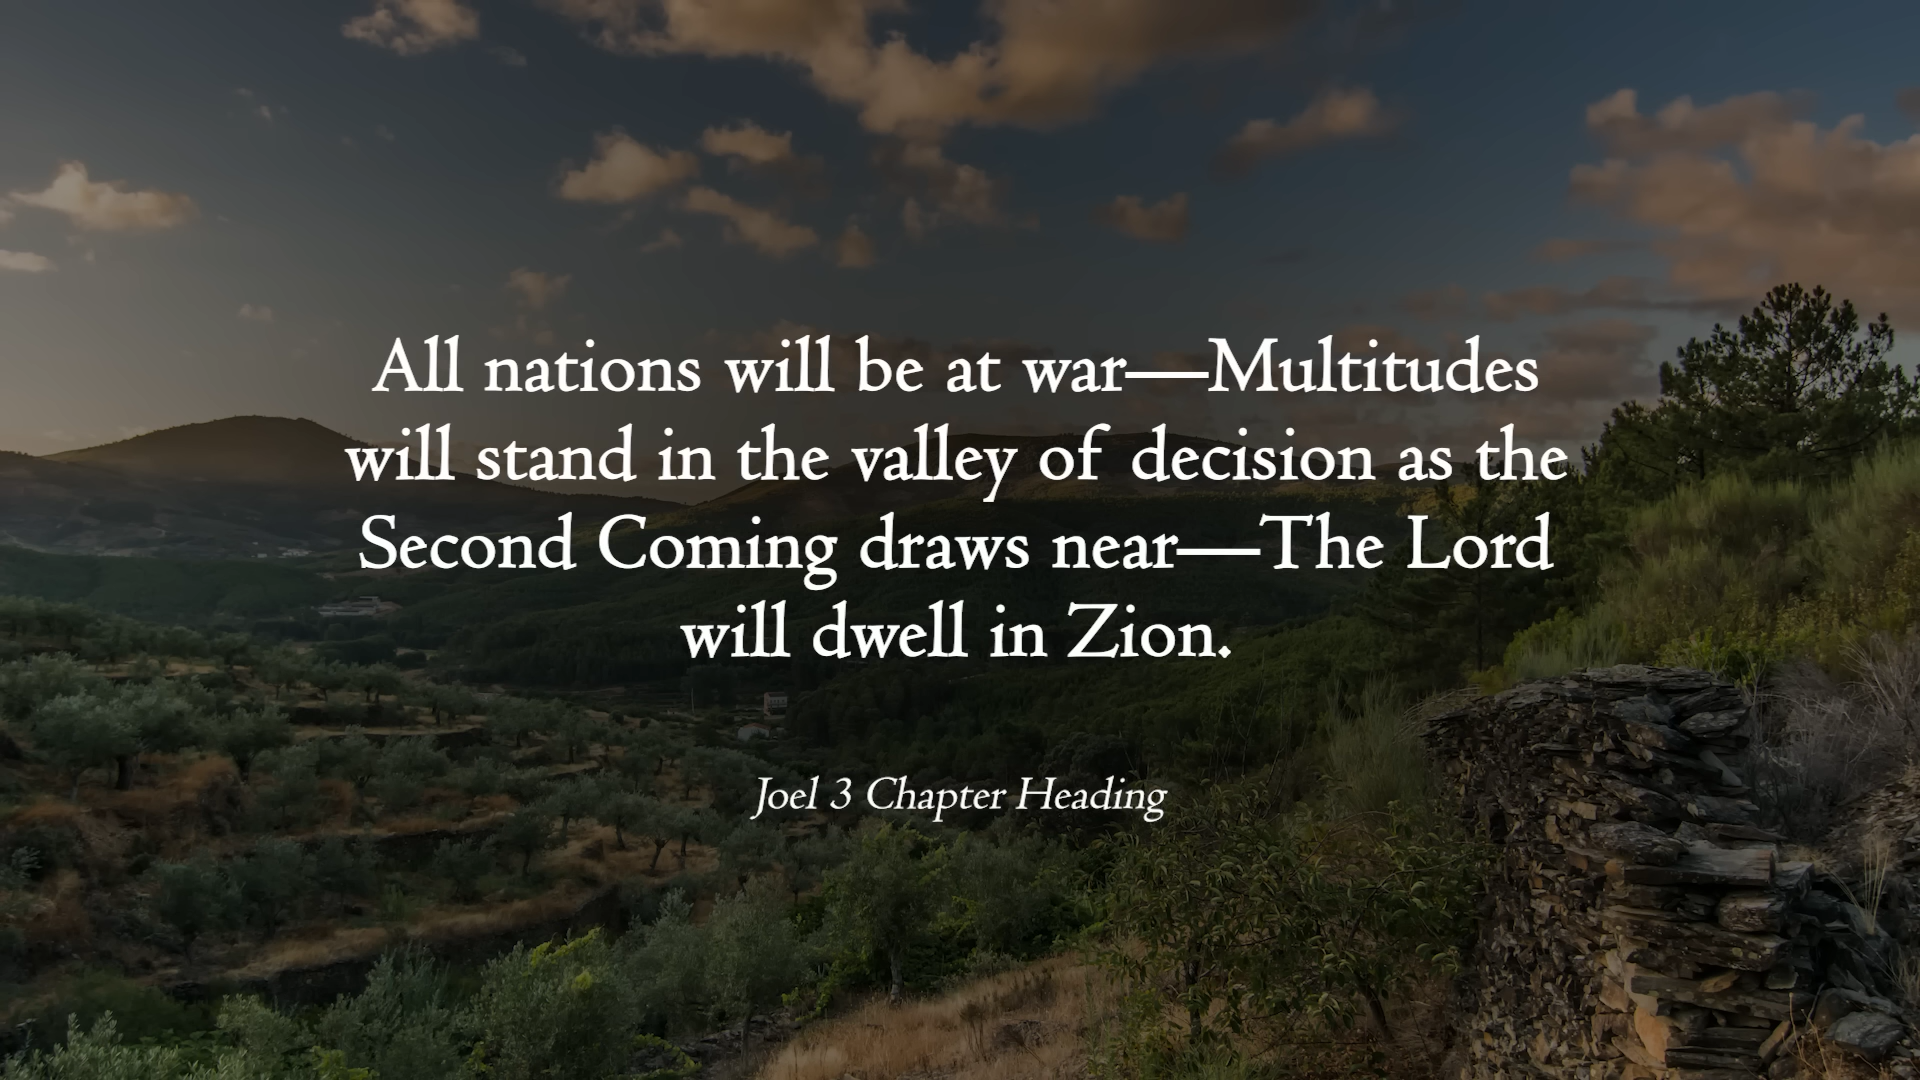 All nations will be at war—Multitudes
will stand in the valley of decision as the
Second Coming draws near—The Lord
will dwell in Zion.
Joel 3 Chapter Heading